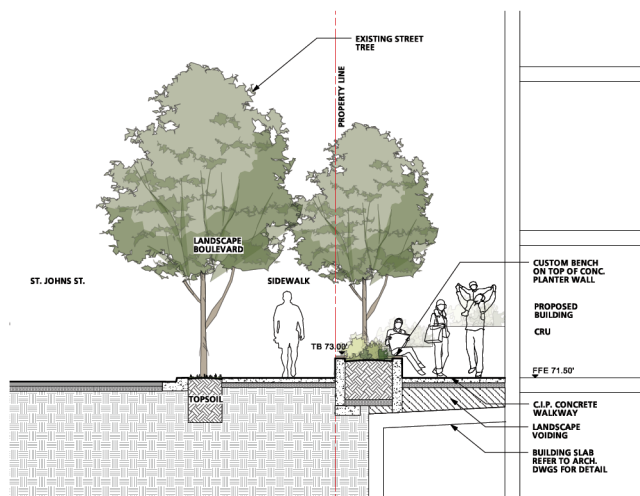 EXISTING STREET
TREE
PROPERTY LINE
LANDSCAPE
BOULEVARD
ST. JOHNS ST.
SIDEWALK
CUSTOM BENCH
ON TOP OF CONC.
PLANTER WALL
PROPOSED
BUILDING
CRU
TB 73.00'
FFE 71.50'
TOPSOIL
C.I.P. CONCRETE
WALKWAY
LANDSCAPE
VOIDING
BUILDING SLAB
REFER TO ARCH.
DWGS FOR DETAIL